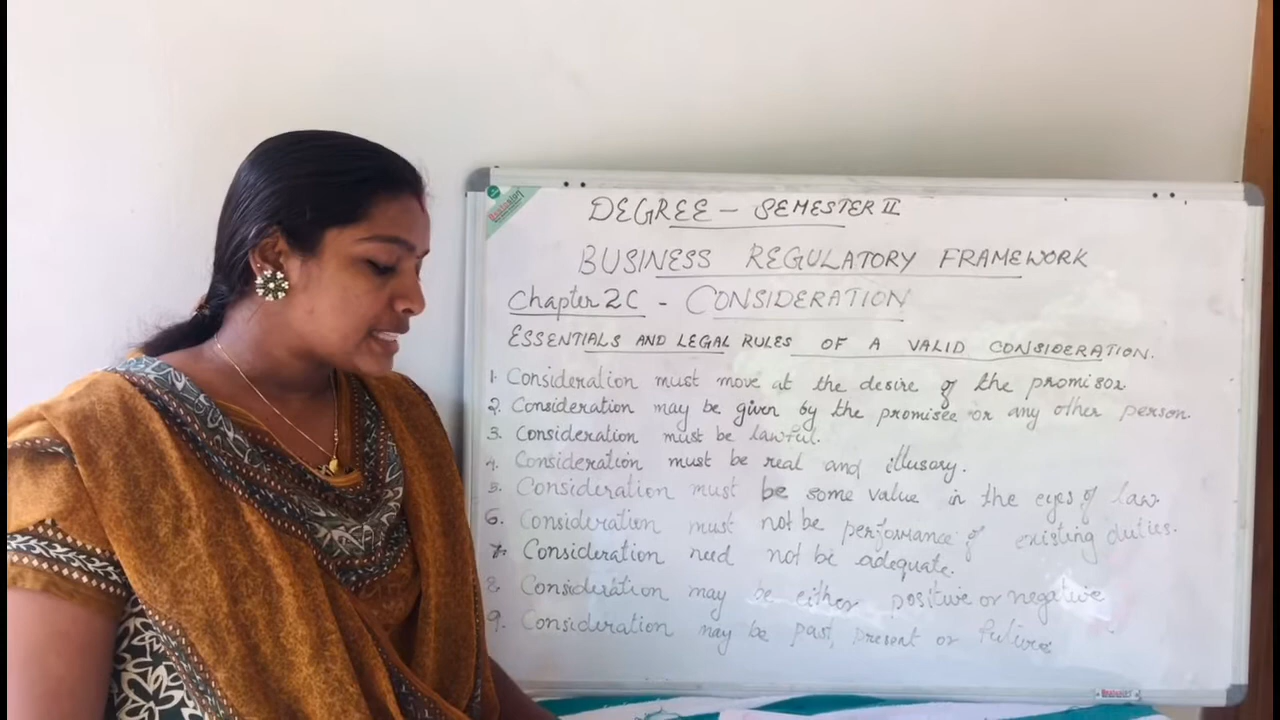 DEGREE - SEMESTER II
BUSINESS REGULATORY FRAMEWORK
Chapter 2C - CONSIDERATION
ESSENTIALS AND LEGAL RULES OF A VALID CONSIDERATION.
1. Consideration must move at the desire of the promisor.
2. Consideration may be given by the promisee or any other person.
3. Consideration must be lawful.
4. Consideration must be real and illusory.
5. Consideration must be some value in the eyes of law.
6. Consideration must not be performance of existing duties.
7. Consideration need not be adequate.
8. Consideration may be either positive or negative
9. Consideration may be past, present or future